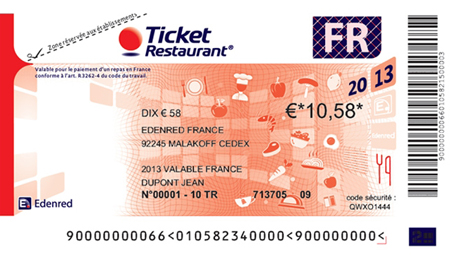 Zone réservée aux établissements
Ticket
Restaurant®
FR
Valable pour le paiement d'un repas en France
conforme à l'art. R3262-4 du code du travail.
2013
DIX € 58
€*10,58*
EDENRED FRANCE
92245 MALAKOFF CEDEX
2013 VALABLE FRANCE
DUPONT JEAN
N°00001 - 10 TR 713705 09
code sécurité :
QWXO1444
Edenred
90000000066<010582340000<900000000<